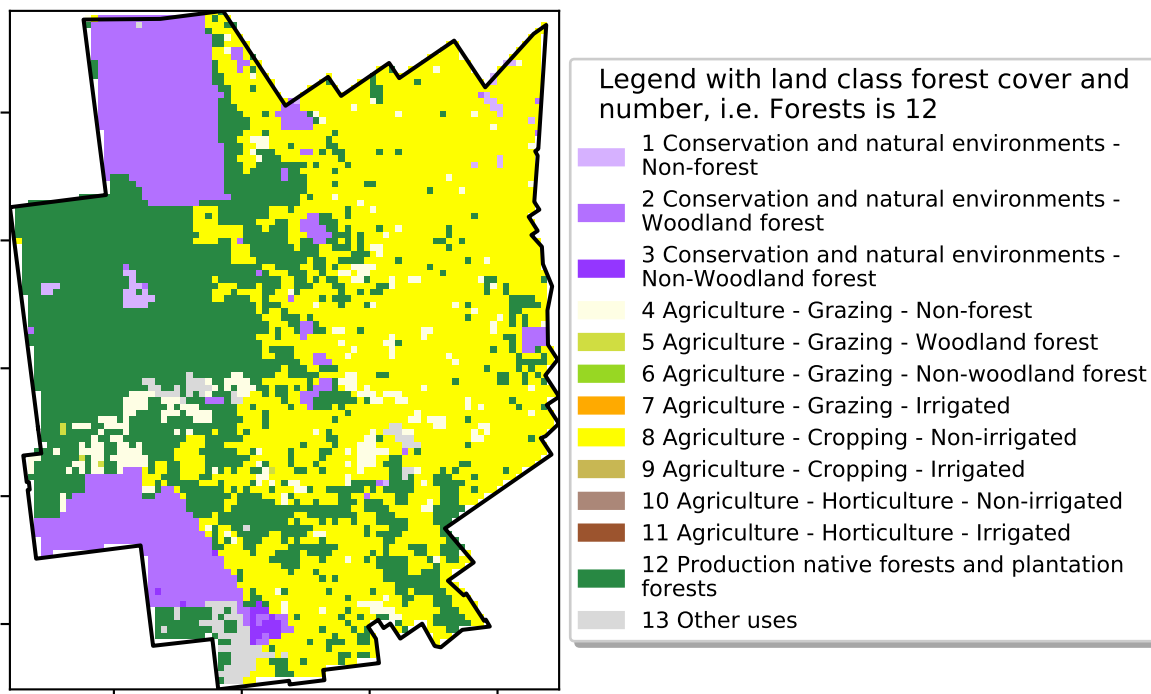 Legend with land class forest cover and
number, i.e. Forests is 12
1 Conservation and natural environments -
Non-forest
2 Conservation and natural environments -
Woodland forest
3 Conservation and natural environments -
Non-Woodland forest
4 Agriculture - Grazing - Non-forest
5 Agriculture - Grazing - Woodland forest
6 Agriculture - Grazing - Non-woodland forest
7 Agriculture - Grazing - Irrigated
8 Agriculture - Cropping - Non-irrigated
9 Agriculture - Cropping - Irrigated
10 Agriculture - Horticulture - Non-irrigated
11 Agriculture - Horticulture - Irrigated
12 Production native forests and plantation
forests
13 Other uses